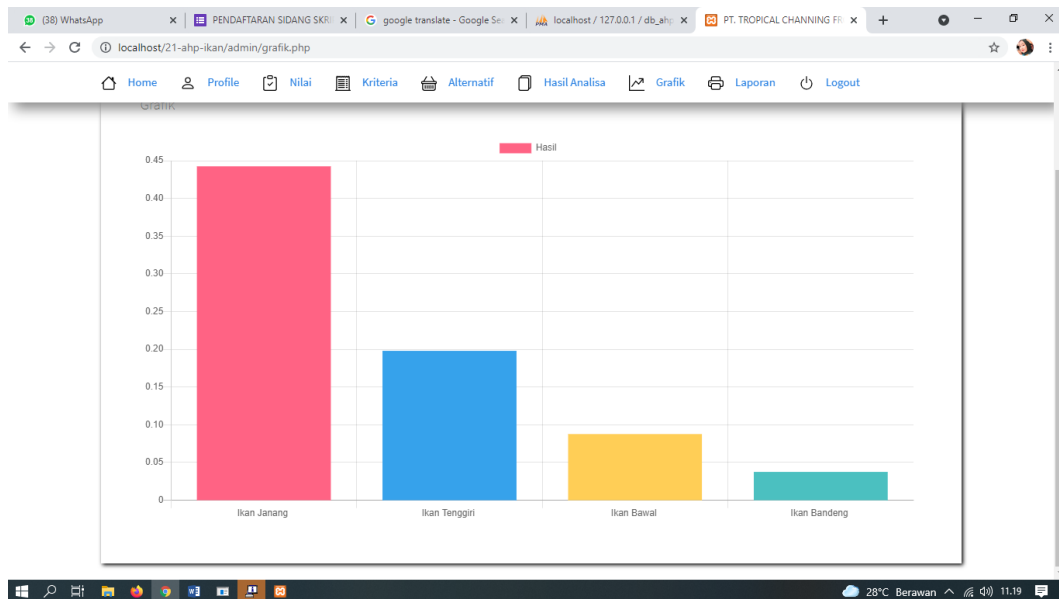 (38) WhatsApp
PENDAFTARAN SIDANG SKRI
google translate - Google Sea
localhost / 127.0.0.1 / db_ahp
PT. TROPICAL CHANNING FR
localhost/21-ahp-ikan/admin/grafik.php
Home Profile Nilai Kriteria Alternatif Hasil Analisa Grafik Laporan Logout
Grafik
Hasil
0.45
0.40
0.35
0.30
0.25
0.20
0.15
0.10
0.05
0
Ikan Janang Ikan Tenggiri Ikan Bawal Ikan Bandeng
28°C Berawan 11.19